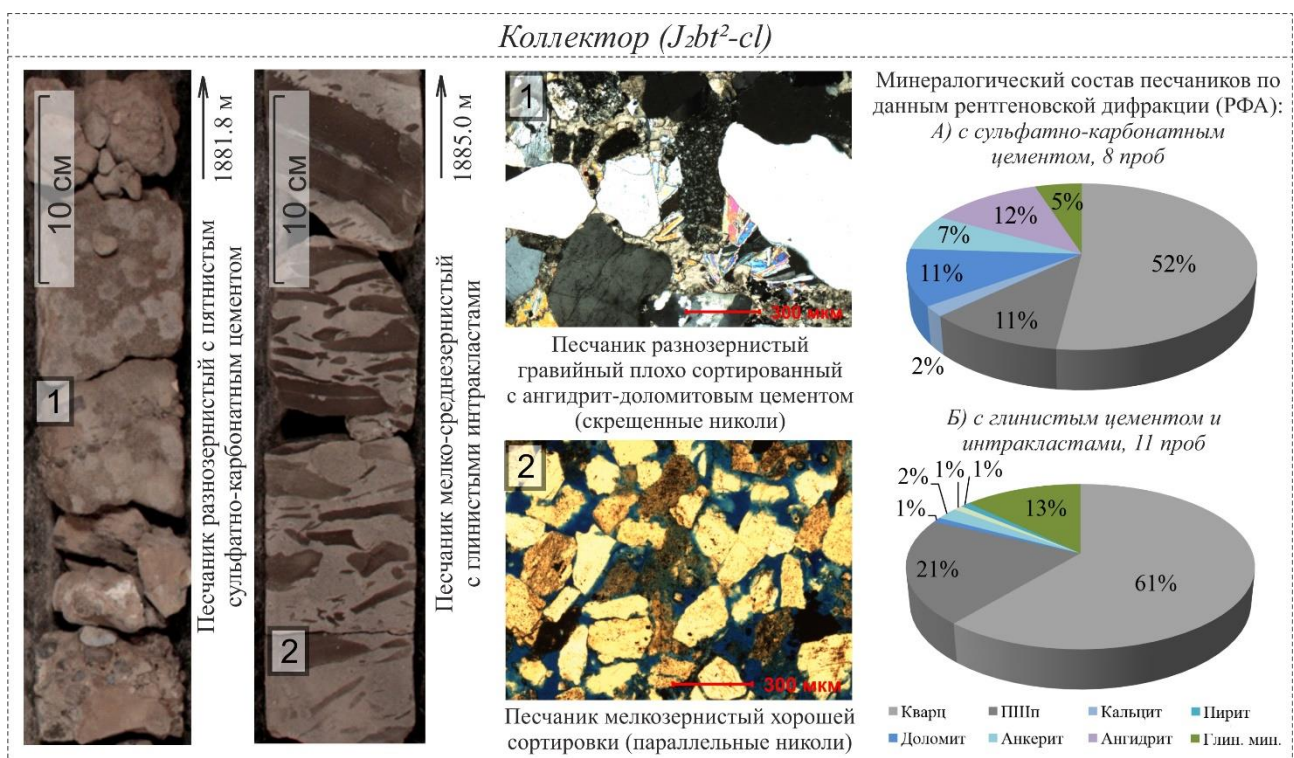 Коллектор (J₂bt²-cl)
10 см
1881.8 м
Песчаник разнозернистый с пятнистым
сульфатно-карбонатным цементом
1
10 см
1885.0 м
Песчаник мелко-среднезернистый
с глинистыми интракластами
2
1
300 мкм
Песчаник разнозернистый
гравийный плохо сортированный
с ангидрит-доломитовым цементом
(скрещенные николи)
2
300 мкм
Песчаник мелкозернистый хорошей
сортировки (параллельные николи)
Минералогический состав песчаников по
данным рентгеновской дифракции (РФА):
А) с сульфатно-карбонатным
цементом, 8 проб
5%
12%
7%
52%
11%
11%
2%
Б) с глинистым цементом и
интракластами, 11 проб
2%
1%
1%
1%
13%
21%
61%
Кварц
ПШп
Кальцит
Пирит
Доломит
Анкерит
Ангидрит
Глин. мин.